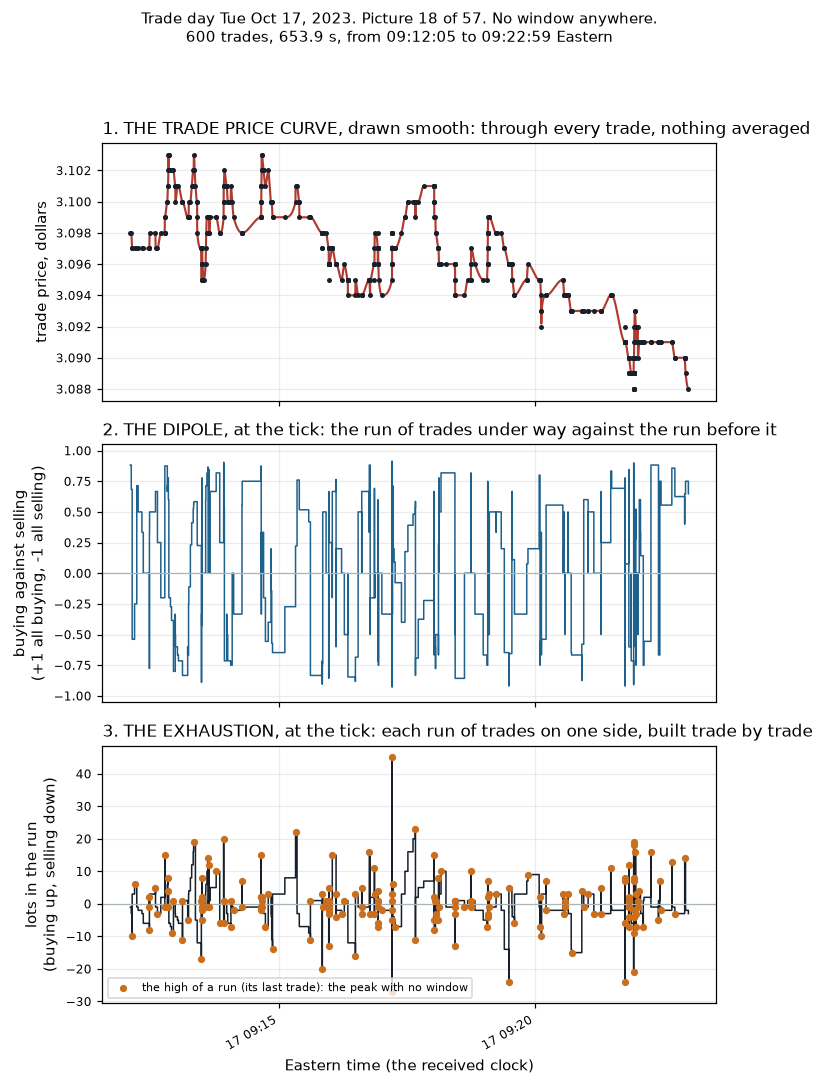 Trade day Tue Oct 17, 2023. Picture 18 of 57. No window anywhere.
600 trades, 653.9 s, from 09:12:05 to 09:22:59 Eastern
1. THE TRADE PRICE CURVE, drawn smooth: through every trade, nothing averaged
trade price, dollars
3.102
3.100
3.098
3.096
3.094
3.092
3.090
3.088
2. THE DIPOLE, at the tick: the run of trades under way against the run before it
buying against selling
(+1 all buying, -1 all selling)
1.00
0.75
0.50
0.25
0.00
−0.25
−0.50
−0.75
−1.00
3. THE EXHAUSTION, at the tick: each run of trades on one side, built trade by trade
lots in the run
(buying up, selling down)
40
30
20
10
0
−10
−20
−30
the high of a run (its last trade): the peak with no window
17 09:15
17 09:20
Eastern time (the received clock)